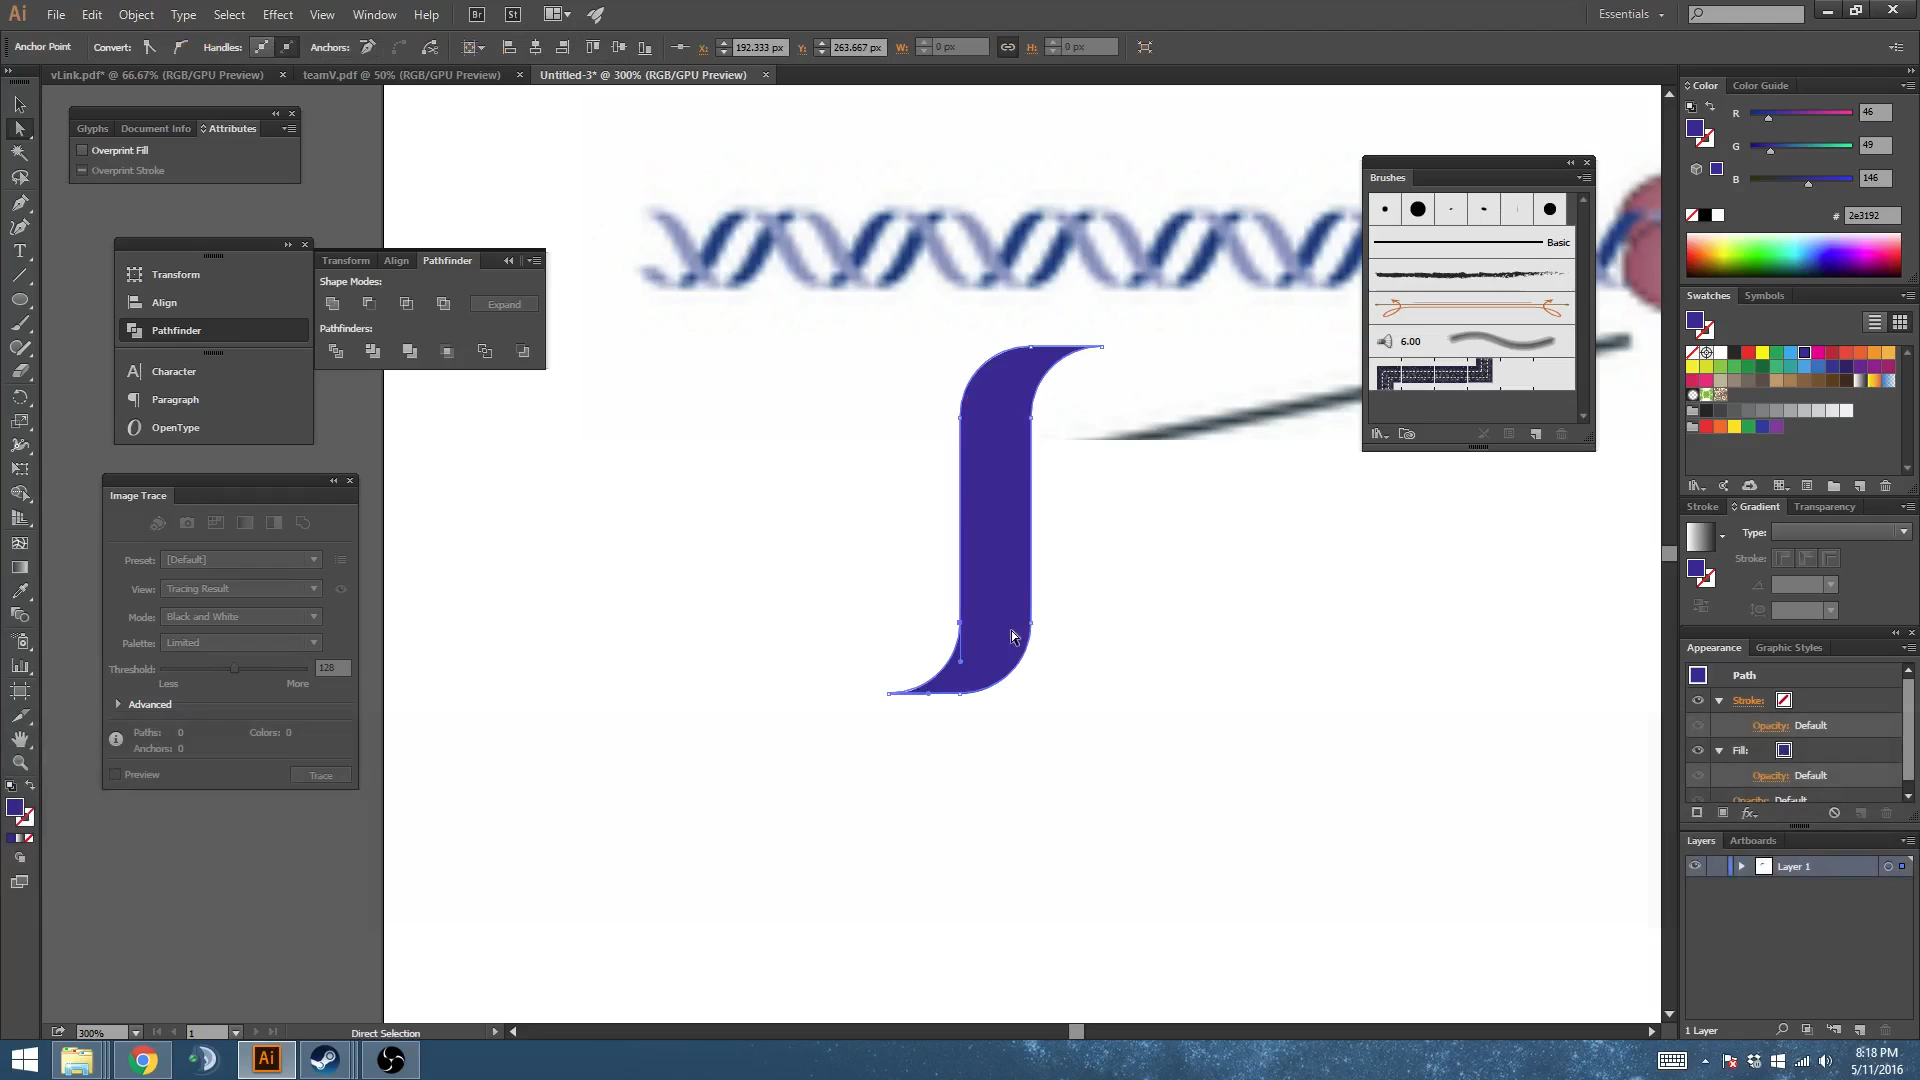 Ai File Edit Object Type Select Effect View Window Help Br St Essentials
Anchor Point Convert: Handles: Anchors: X: 192.333 px Y: 263.667 px W: 0 px H: 0 px
vLink.pdf* @ 66.67% (RGB/GPU Preview) × teamV.pdf @ 50% (RGB/GPU Preview) × Untitled-3* @ 300% (RGB/GPU Preview) ×
Glyphs Document Info Attributes
Overprint Fill
Overprint Stroke
Transform
Align
Pathfinder
Character
Paragraph
OpenType
Transform Align Pathfinder
Shape Modes:
Expand
Pathfinders:
Image Trace
Preset: [Default]
View: Tracing Result
Mode: Black and White
Palette: Limited
Threshold: 128
Less More
Advanced
Paths: 0 Colors: 0
Anchors: 0
Preview Trace
Brushes
Basic
6.00
Color Color Guide
R 46
G 49
B 146
# 2e3192
Swatches Symbols
Stroke Gradient Transparency
Type:
Stroke:
Appearance Graphic Styles
Path
Stroke:
Opacity: Default
Fill:
Opacity: Default
Opacity: Default
Layers Artboards
Layer 1
1 Layer
300% 1 Direct Selection
Ai
8:18 PM
5/11/2016